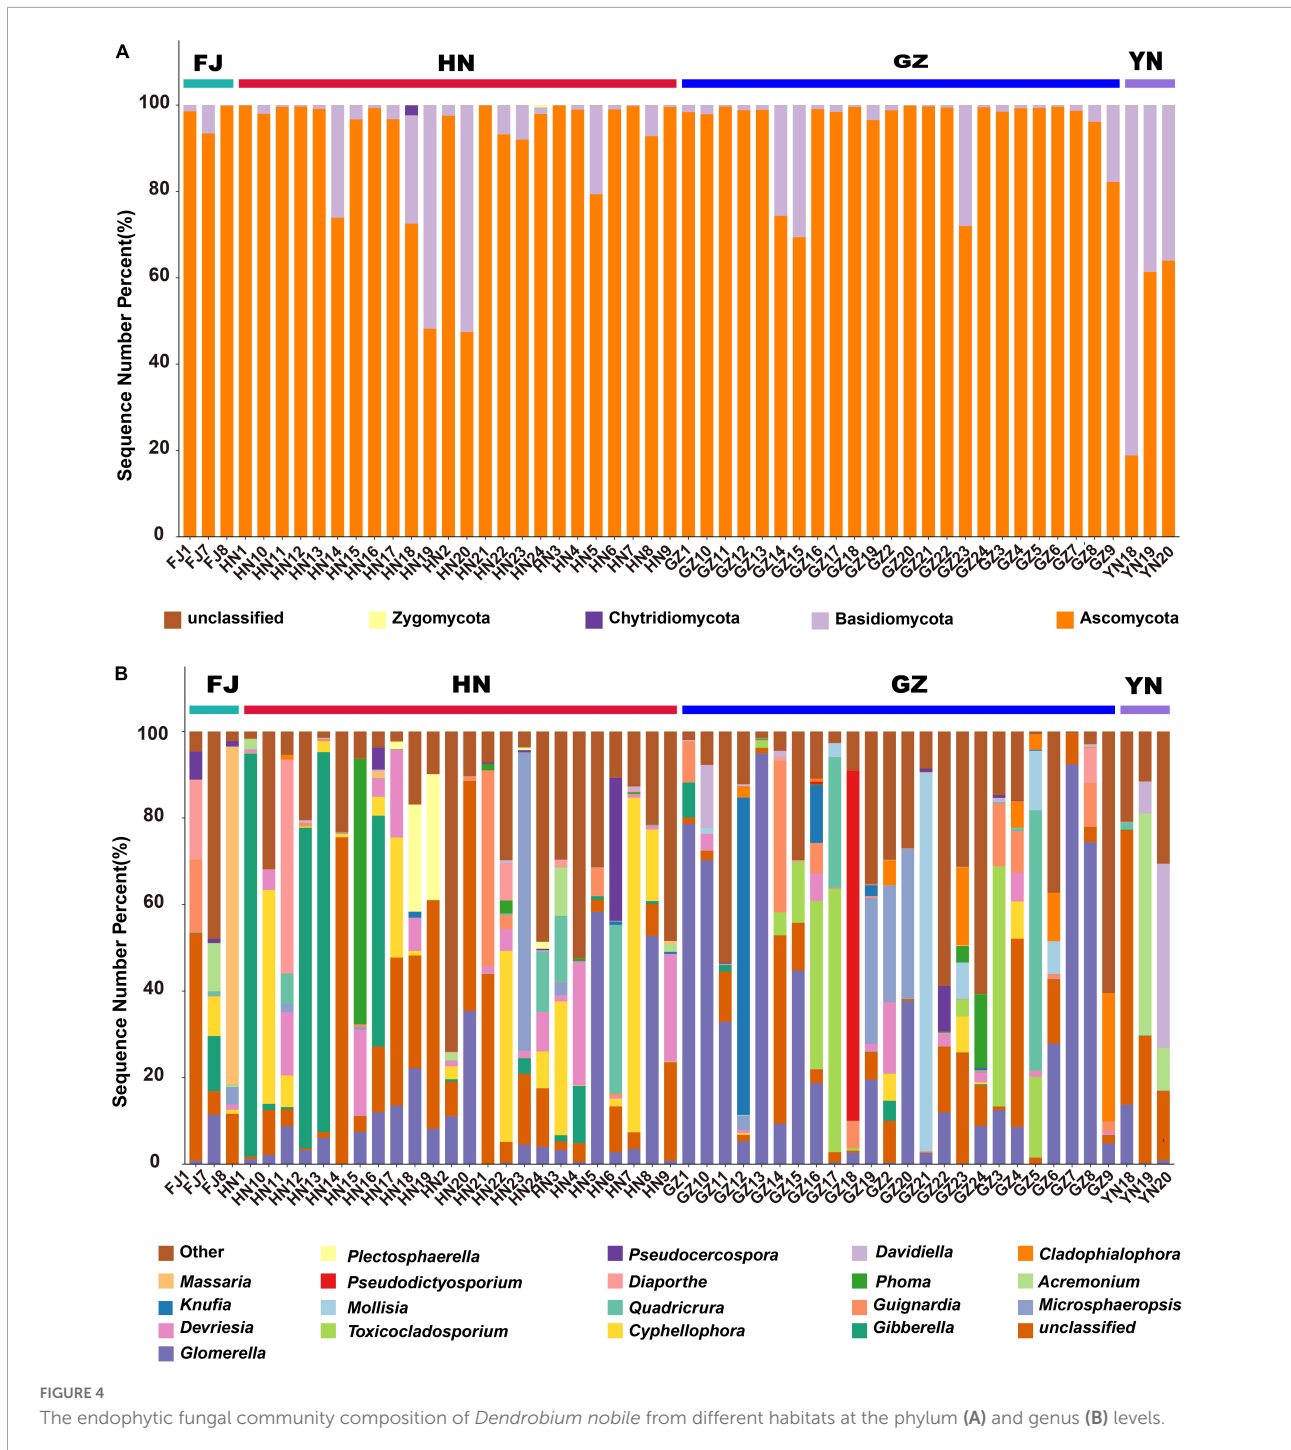 A
FJ HN GZ YN
Sequence Number Percent(%)
100
80
60
40
20
0
FJ1 FJ7 FJ8 HN1 HN10 HN11 HN12 HN13 HN14 HN15 HN16 HN17 HN18 HN19 HN2 HN20 HN21 HN22 HN23 HN24 HN3 HN4 HN5 HN6 HN7 HN8 HN9 GZ1 GZ10 GZ11 GZ12 GZ13 GZ14 GZ15 GZ16 GZ17 GZ18 GZ19 GZ2 GZ20 GZ21 GZ22 GZ23 GZ24 GZ3 GZ4 GZ5 GZ6 GZ7 GZ8 GZ9 YN18 YN19 YN20
unclassified Zygomycota Chytridiomycota Basidiomycota Ascomycota
B
FJ HN GZ YN
Sequence Number Percent(%)
100
80
60
40
20
0
FJ1 FJ7 FJ8 HN1 HN10 HN11 HN12 HN13 HN14 HN15 HN16 HN17 HN18 HN19 HN2 HN20 HN21 HN22 HN23 HN24 HN3 HN4 HN5 HN6 HN7 HN8 HN9 GZ1 GZ10 GZ11 GZ12 GZ13 GZ14 GZ15 GZ16 GZ17 GZ18 GZ19 GZ2 GZ20 GZ21 GZ22 GZ23 GZ24 GZ3 GZ4 GZ5 GZ6 GZ7 GZ8 GZ9 YN18 YN19 YN20
Other Plectosphaerella Pseudocercospora Davidiella Cladophialophora
Massaria Pseudodictyosporium Diaporthe Phoma Acremonium
Knufia Mollisia Quadricrura Guignardia Microsphaeropsis
Devriesia Toxicocladosporium Cyphellophora Gibberella unclassified
Glomerella
FIGURE 4
The endophytic fungal community composition of Dendrobium nobile from different habitats at the phylum (A) and genus (B) levels.